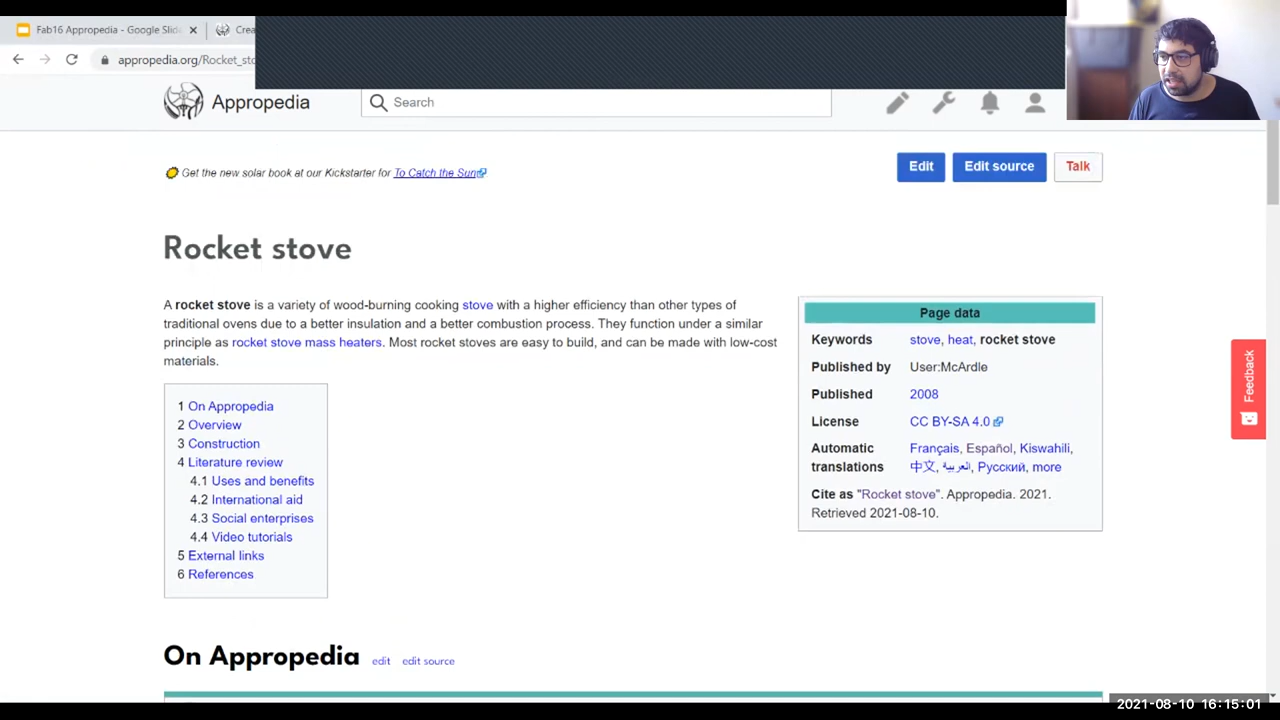 Fab16 Appropedia - Google Slid
Crea
appropedia.org/Rocket_sto
Appropedia
Search
Get the new solar book at our Kickstarter for To Catch the Sun
Edit
Edit source
Talk
Rocket stove
A rocket stove is a variety of wood-burning cooking stove with a higher efficiency than other types of
traditional ovens due to a better insulation and a better combustion process. They function under a similar
principle as rocket stove mass heaters. Most rocket stoves are easy to build, and can be made with low-cost
materials.
1 On Appropedia
2 Overview
3 Construction
4 Literature review
4.1 Uses and benefits
4.2 International aid
4.3 Social enterprises
4.4 Video tutorials
5 External links
6 References
Page data
Keywords stove, heat, rocket stove
Published by User:McArdle
Published 2008
License CC BY-SA 4.0
Automatic Français, Español, Kiswahili,
translations 中文, العربية, Русский, more
Cite as "Rocket stove". Appropedia. 2021.
Retrieved 2021-08-10.
Feedback
On Appropedia edit edit source
2021-08-10 16:15:01